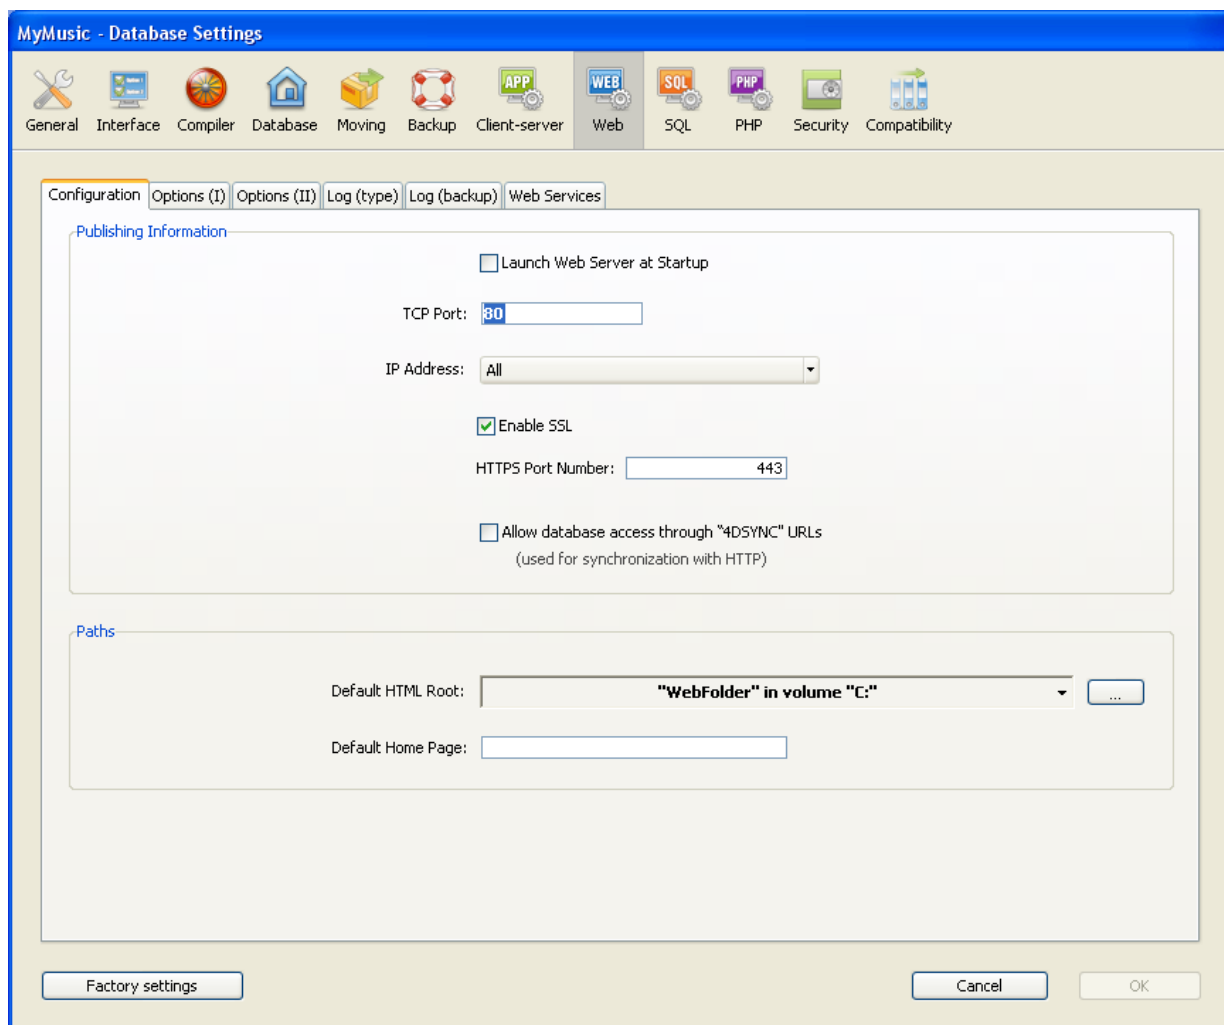 MyMusic - Database Settings
APP WEB SQL PHP
General Interface Compiler Database Moving Backup Client-server Web SQL PHP Security Compatibility
Configuration Options (I) Options (II) Log (type) Log (backup) Web Services
Publishing Information
Launch Web Server at Startup
TCP Port: 80
IP Address: All
Enable SSL
HTTPS Port Number: 443
Allow database access through "4DSYNC" URLs
(used for synchronization with HTTP)
Paths
Default HTML Root: "WebFolder" in volume "C:" ...
Default Home Page:
Factory settings Cancel OK